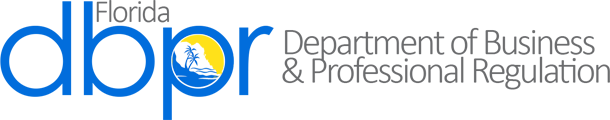 Florida
dbpr
Department of Business
& Professional Regulation